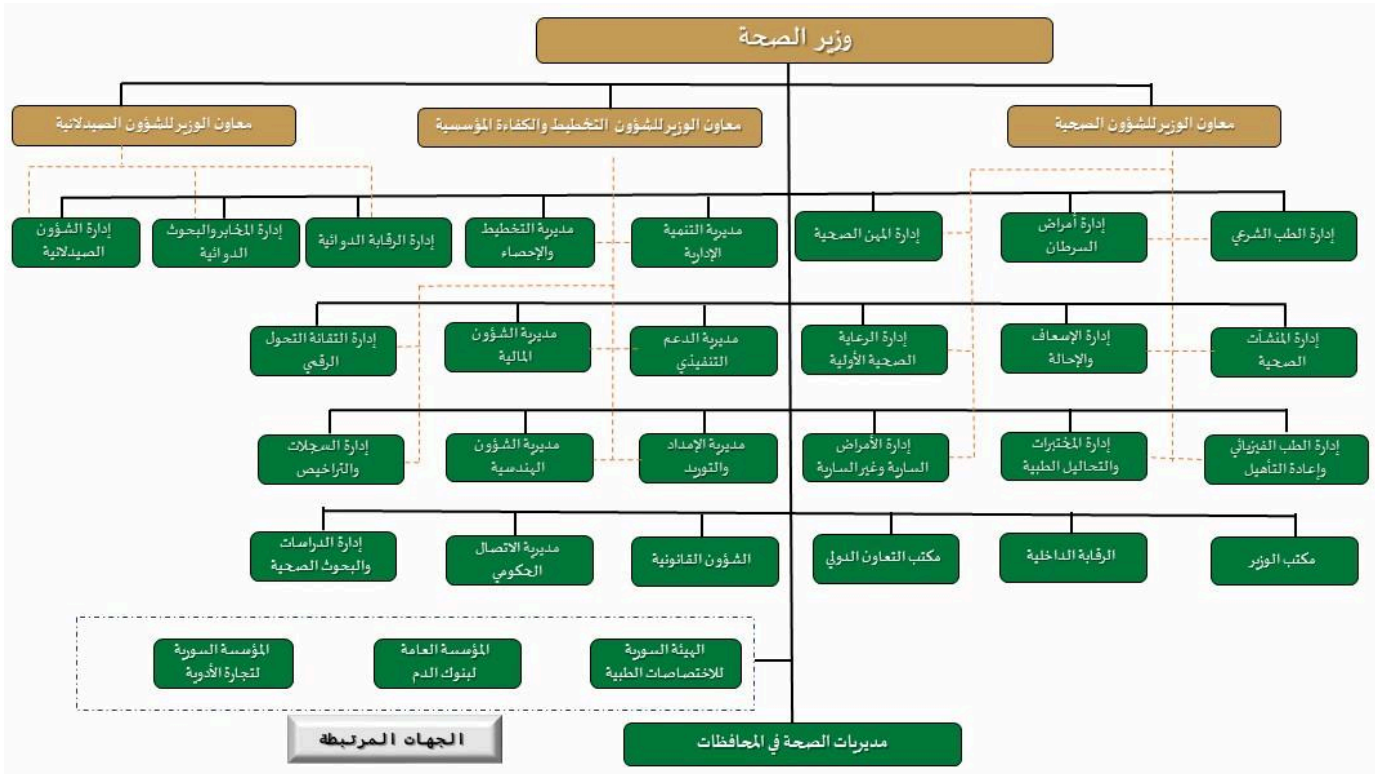 وزير الصحة
معاون الوزير للشؤون الصحية
معاون الوزير للشؤون التخطيط والكفاءة المؤسسية
معاون الوزير للشؤون الصيدلانية
إدارة الطب الشرعي
إدارة أمراض
السرطان
إدارة المهن الصحية
مديرية التنمية
الإدارية
مديرية التخطيط
والإحصاء
إدارة الرقابة الدوائية
إدارة المخابر والبحوث
الدوائية
إدارة الشؤون
الصيدلانية
إدارة المنشآت
الصحية
إدارة الإسعاف
والإحالة
إدارة الرعاية
الصحية الأولية
مديرية الدعم
التنفيذي
مديرية الشؤون
المالية
إدارة التقانة التحول
الرقمي
إدارة الطب الفيزيائي
وإعادة التأهيل
إدارة المختبرات
والتحاليل الطبية
إدارة الأمراض
السارية وغير السارية
مديرية الإمداد
والتوريد
مديرية الشؤون
الهندسية
إدارة السجلات
والتراخيص
مكتب الوزير
الرقابة الداخلية
مكتب التعاون الدولي
الشؤون القانونية
مديرية الاتصال
الحكومي
إدارة الدراسات
والبحوث الصحية
الهيئة السورية
للاختصاصات الطبية
المؤسسة العامة
لبنوك الدم
المؤسسة السورية
لتجارة الأدوية
الجهات المرتبطة
مديريات الصحة في المحافظات